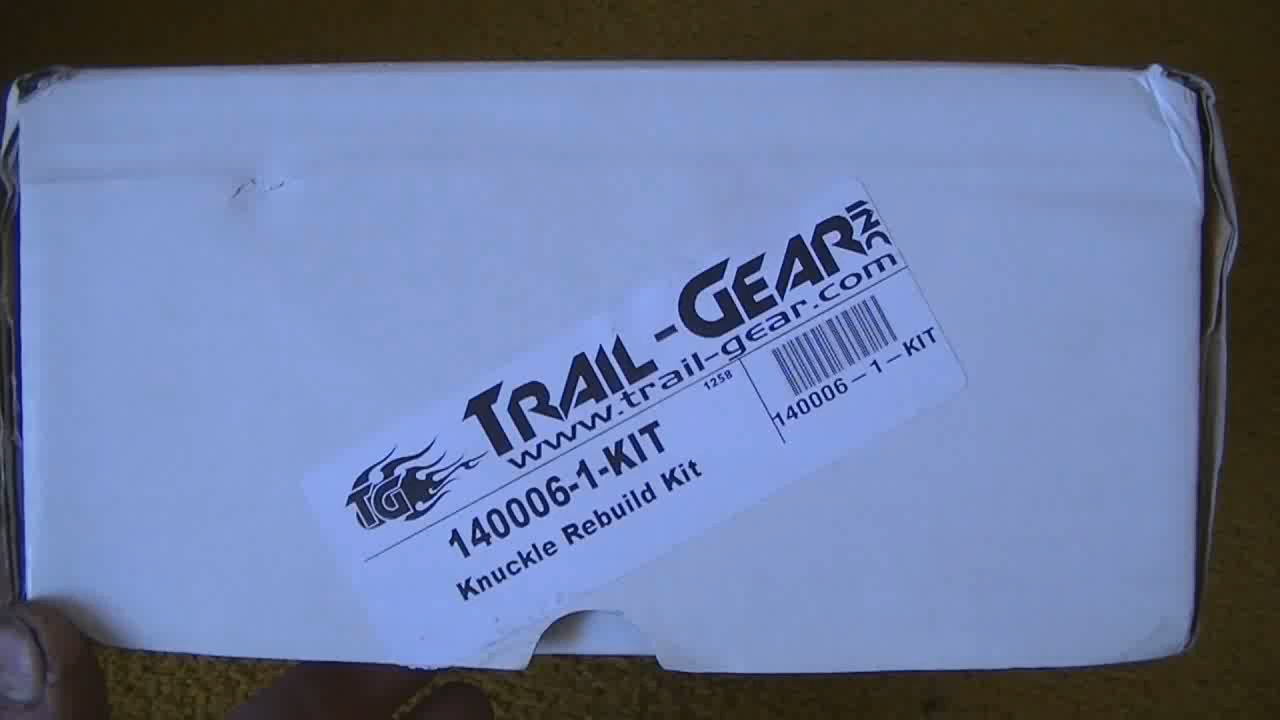 TRAIL-GEAR INC
www.trail-gear.com
TG
1258
140006-1-KIT
Knuckle Rebuild Kit
140006-1-KIT